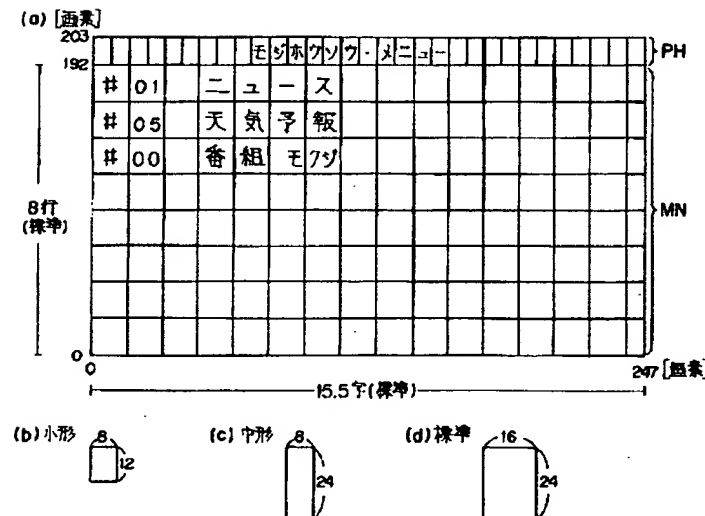 (a) [画素]
203
192
モジホウソウ・メニュー
PH
# 01 ニュース
# 05 天気予報
# 00 番組 モクジ
8行
(標準)
MN
0
0
247 [画素]
15.5字(標準)
(b) 小形 8
12
(c) 中形 8
24
(d) 標準 16
24